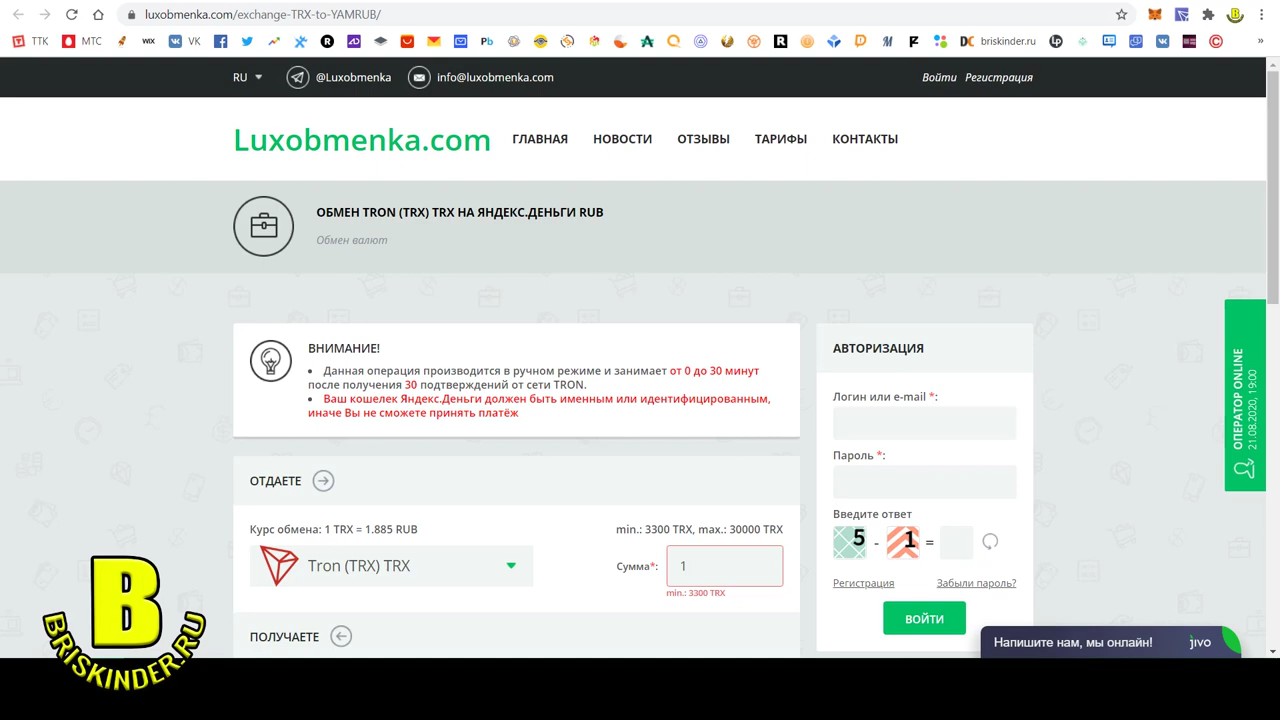 luxobmenka.com/exchange-TRX-to-YAMRUB/
ТТК МТС WIX VK Pb briskinder.ru
RU @Luxobmenka info@luxobmenka.com Войти Регистрация
Luxobmenka.com ГЛАВНАЯ НОВОСТИ ОТЗЫВЫ ТАРИФЫ КОНТАКТЫ
ОБМЕН TRON (TRX) TRX НА ЯНДЕКС.ДЕНЬГИ RUB
Обмен валют
ВНИМАНИЕ!
• Данная операция производится в ручном режиме и занимает от 0 до 30 минут
после получения 30 подтверждений от сети TRON.
• Ваш кошелек Яндекс.Деньги должен быть именным или идентифицированным,
иначе Вы не сможете принять платёж
ОТДАЕТЕ
Курс обмена: 1 TRX = 1.885 RUB
min.: 3300 TRX, max.: 30000 TRX
Tron (TRX) TRX
Сумма*: 1
min.: 3300 TRX
ПОЛУЧАЕТЕ
АВТОРИЗАЦИЯ
Логин или e-mail *:
Пароль *:
Введите ответ
5 - 1 =
Регистрация Забыли пароль?
ВОЙТИ
ОПЕРАТОР ONLINE
21.08.2020, 19:00
Напишите нам, мы онлайн! jivo
B
BRISKINDER.RU